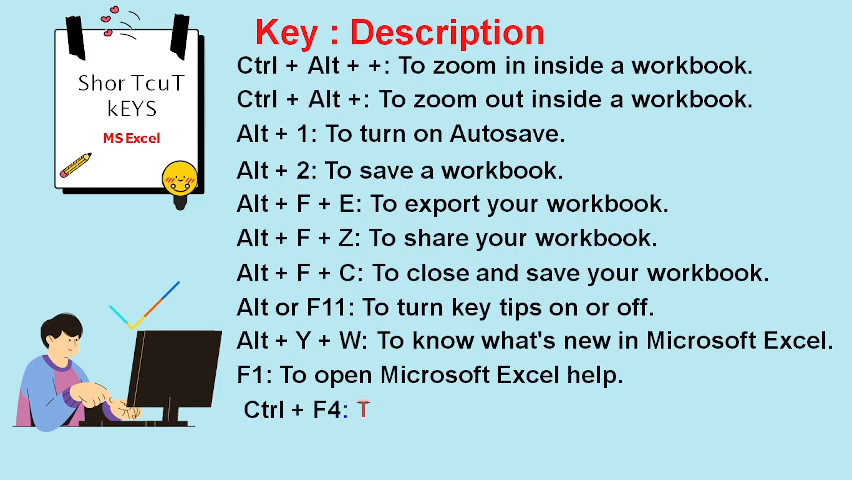 Shor TcuT
kEYS
MS Excel
Key : Description
Ctrl + Alt + +: To zoom in inside a workbook.
Ctrl + Alt +: To zoom out inside a workbook.
Alt + 1: To turn on Autosave.
Alt + 2: To save a workbook.
Alt + F + E: To export your workbook.
Alt + F + Z: To share your workbook.
Alt + F + C: To close and save your workbook.
Alt or F11: To turn key tips on or off.
Alt + Y + W: To know what's new in Microsoft Excel.
F1: To open Microsoft Excel help.
Ctrl + F4: T